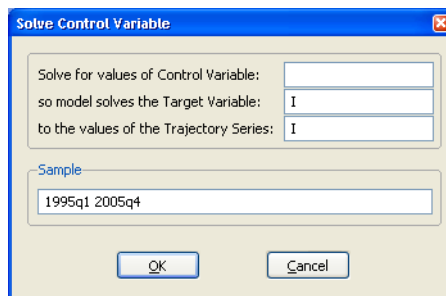 Solve Control Variable
Solve for values of Control Variable:
so model solves the Target Variable: I
to the values of the Trajectory Series: I
Sample
1995q1 2005q4
OK Cancel